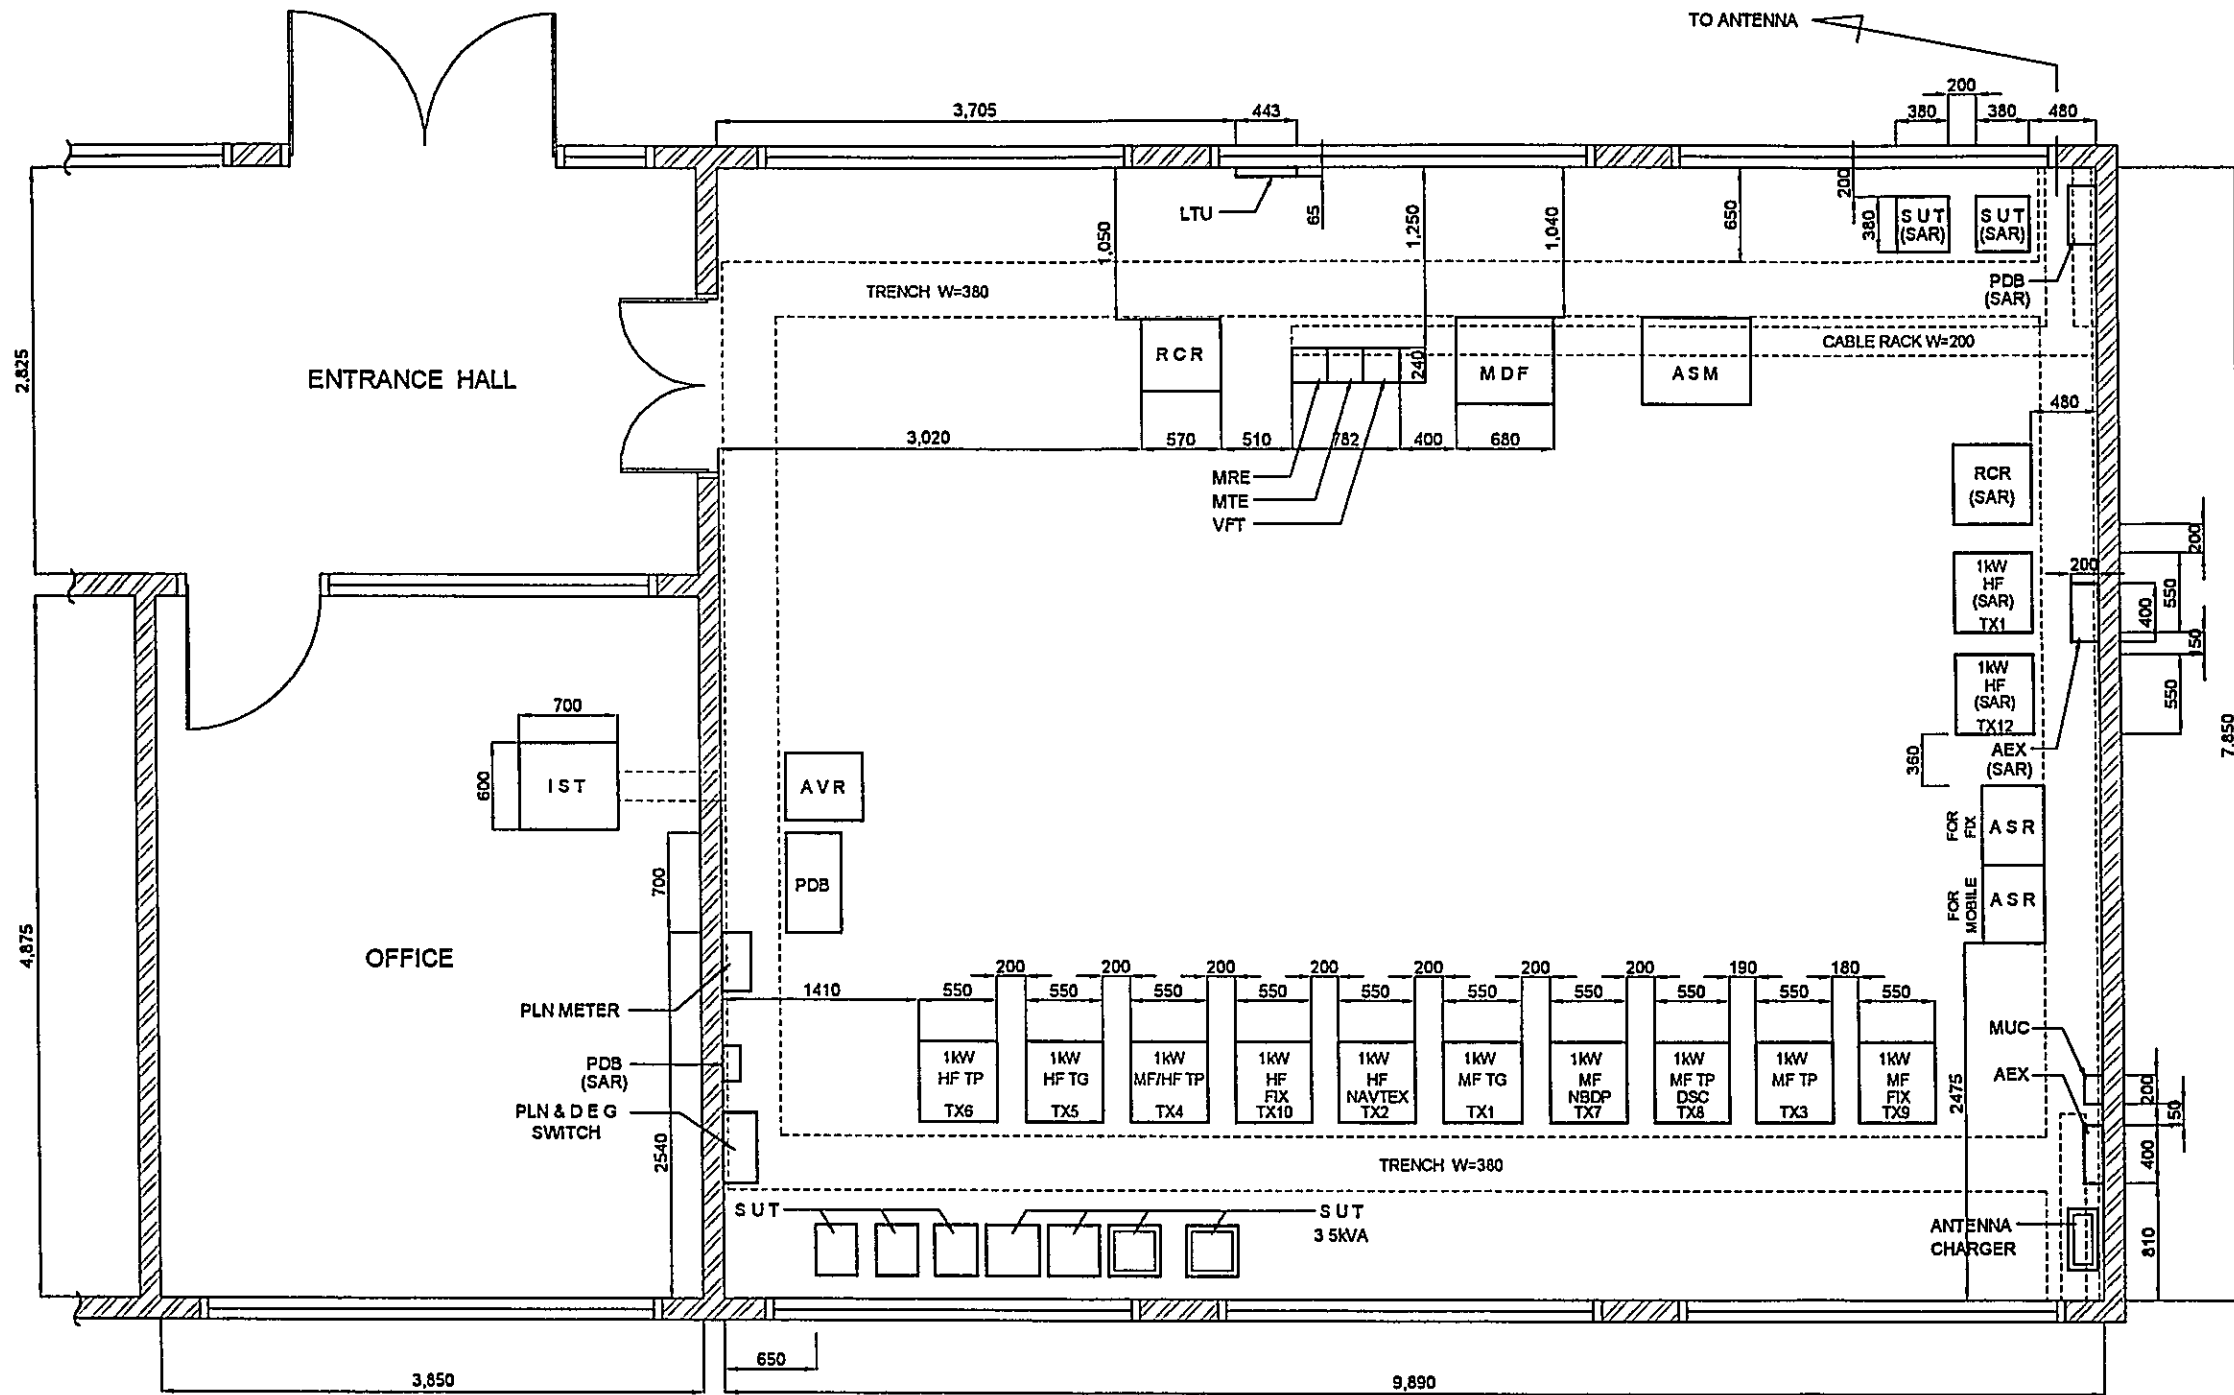 TO ANTENNA
200
3,705
443
380
380
480
LTU
65
1,050
1,250
1,040
650
200
380
S U T
(SAR)
S U T
(SAR)
PDB
(SAR)
TRENCH W=380
CABLE RACK W=200
2,825
ENTRANCE HALL
R C R
240
M D F
A S M
480
3,020
570
510
782
400
680
MRE
MTE
VFT
RCR
(SAR)
200
200
550
400
150
550
7,850
1kW
HF
(SAR)
TX1
1kW
HF
(SAR)
TX12
AEX
(SAR)
360
700
600
I S T
A V R
FOR
FIX
A S R
700
PDB
FOR
MOBILE
A S R
4,875
OFFICE
200
200
200
200
200
200
200
190
180
1410
550
550
550
550
550
550
550
550
550
550
PLN METER
PDB
(SAR)
PLN & D E G
SWITCH
2540
1kW
HF TP
TX6
1kW
HF TG
TX5
1kW
MF/HF TP
TX4
1kW
HF
FIX
TX10
1kW
HF
NAVTEX
TX2
1kW
MF TG
TX1
1kW
MF
NBDP
TX7
1kW
MF TP
DSC
TX8
1kW
MF TP
TX3
1kW
MF
FIX
TX9
2475
MUC
AEX
200
150
400
810
TRENCH W=380
S U T
S U T
3 5kVA
ANTENNA
CHARGER
650
3,850
9,890